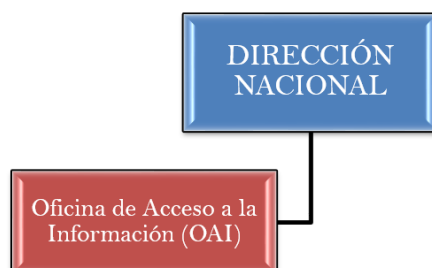 DIRECCIÓN
NACIONAL
Oficina de Acceso a la
Información (OAI)